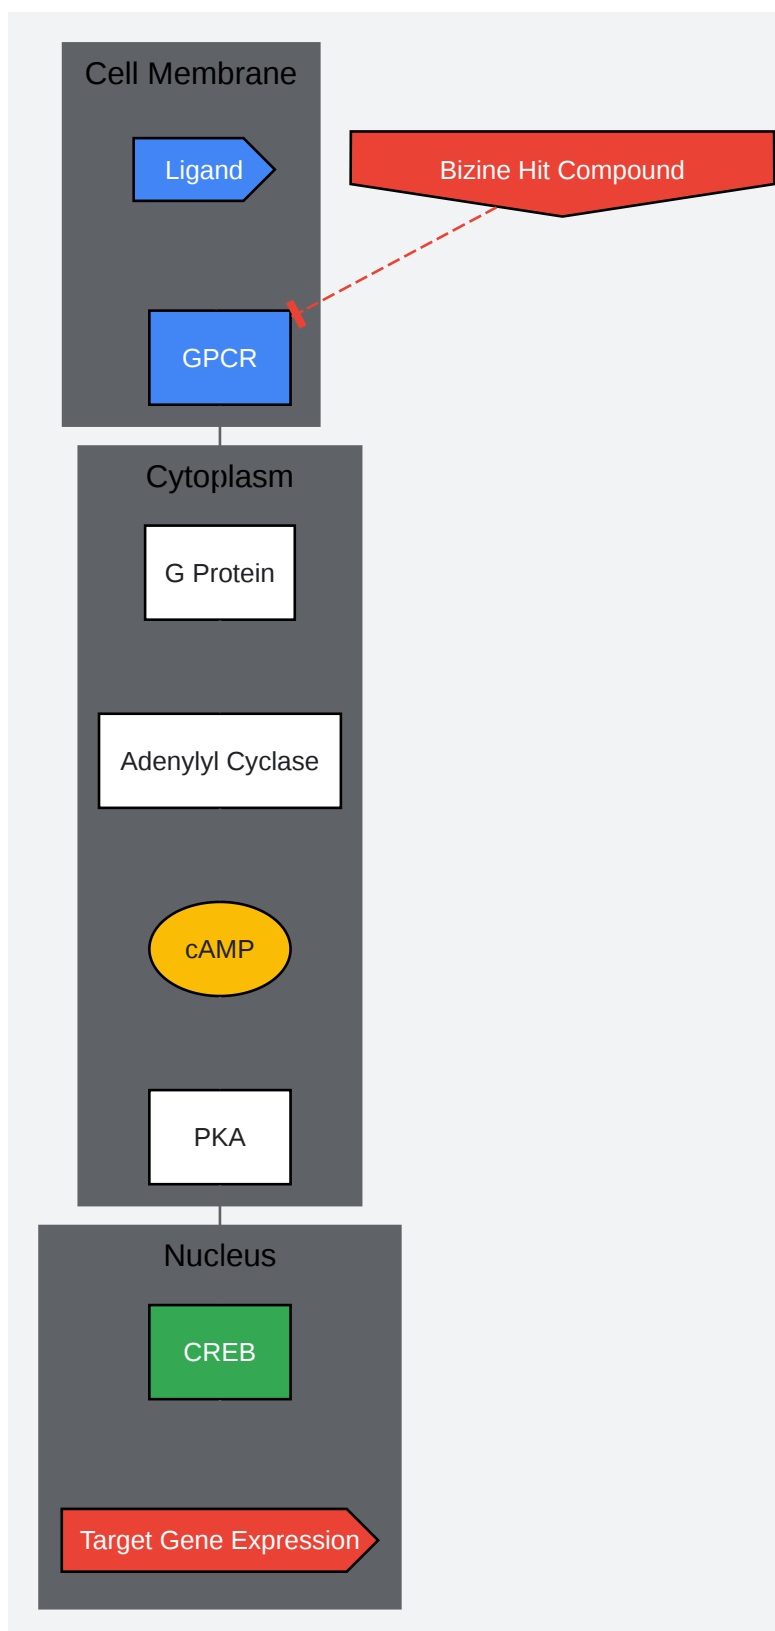 Cell Membrane
Ligand
Bizine Hit Compound
GPCR
Cytoplasm
G Protein
Adenylyl Cyclase
cAMP
PKA
Nucleus
CREB
Target Gene Expression